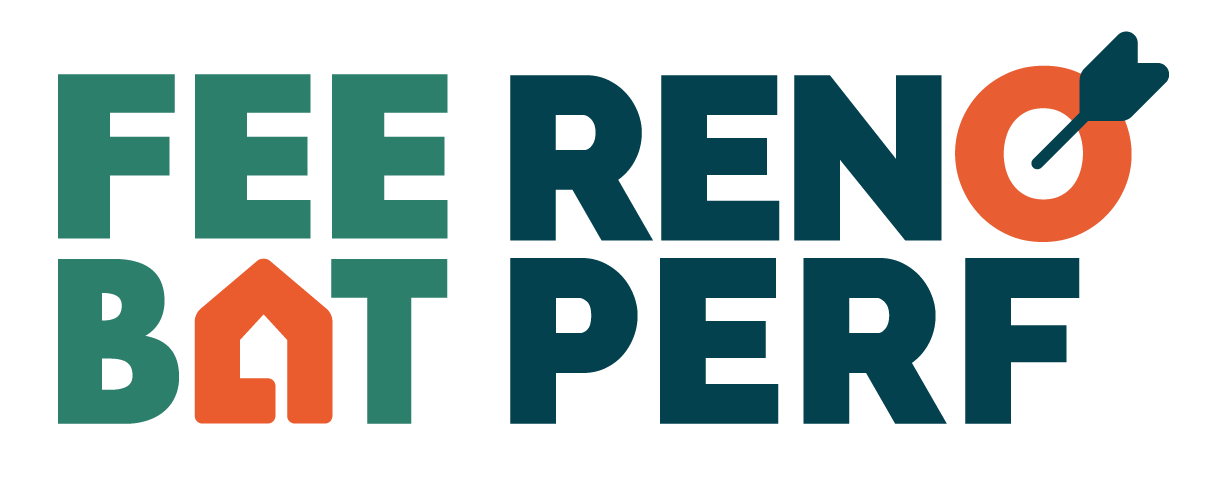 FEE
BAT
RENO
PERF